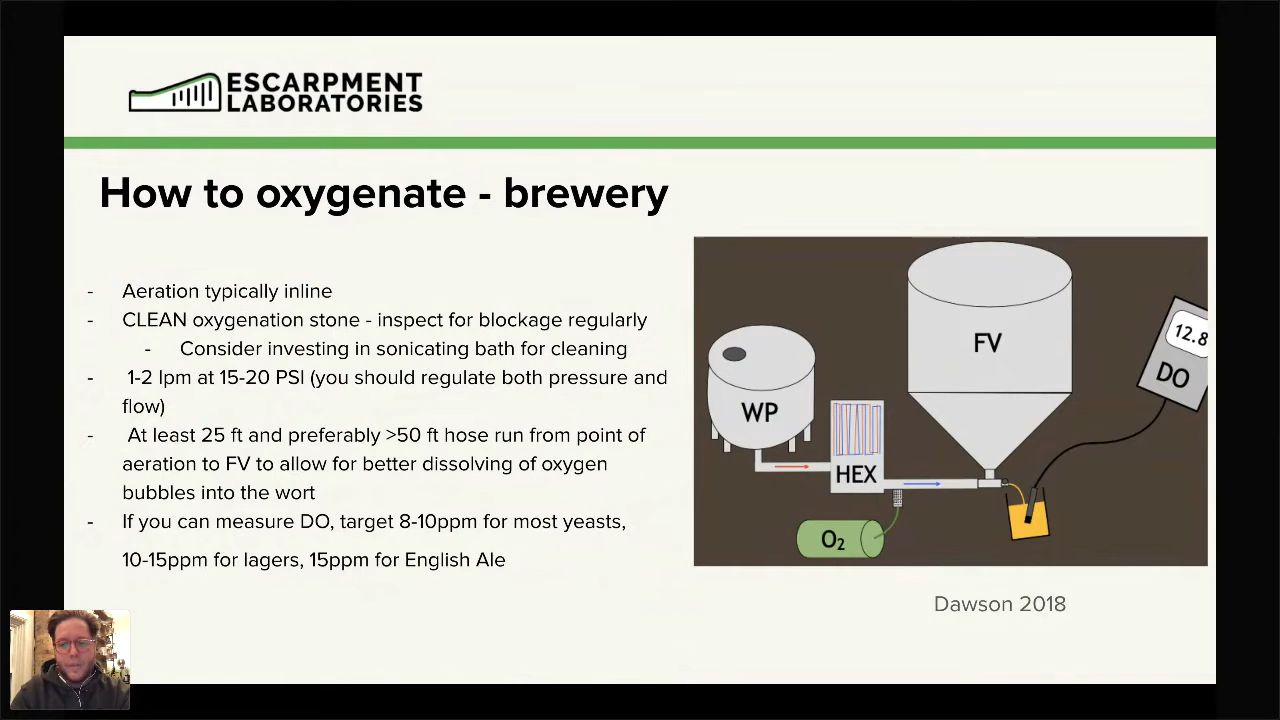 ESCARPMENT
LABORATORIES
How to oxygenate - brewery
- Aeration typically inline
- CLEAN oxygenation stone - inspect for blockage regularly
- Consider investing in sonicating bath for cleaning
- 1-2 lpm at 15-20 PSI (you should regulate both pressure and
flow)
- At least 25 ft and preferably >50 ft hose run from point of
aeration to FV to allow for better dissolving of oxygen
bubbles into the wort
- If you can measure DO, target 8-10ppm for most yeasts,
10-15ppm for lagers, 15ppm for English Ale
WP
HEX
O₂
FV
12.8
DO
Dawson 2018